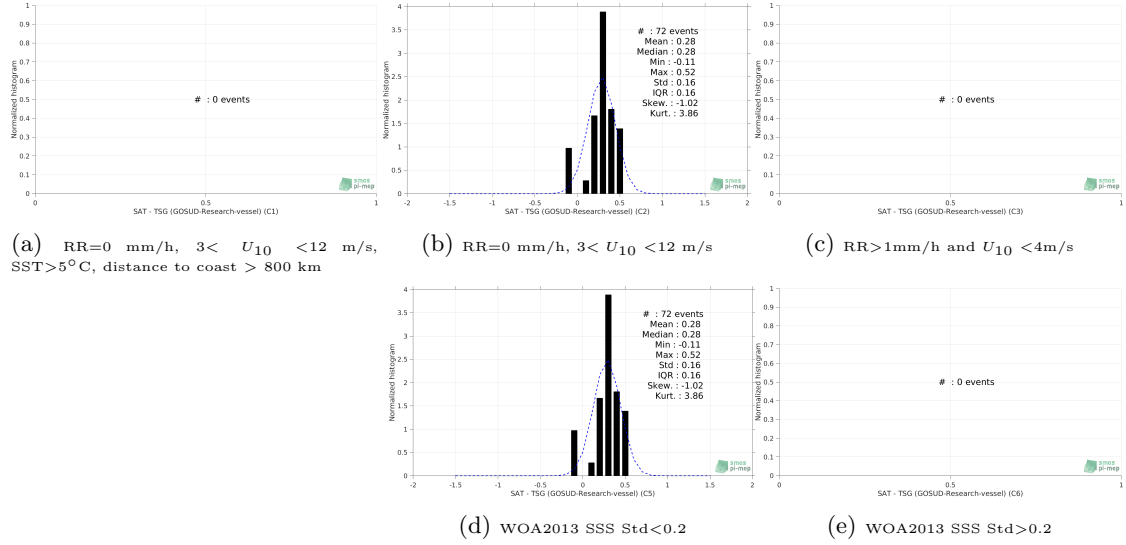 1
0.9
0.8
0.7
0.6
0.5
0.4
0.3
0.2
0.1
0
Normalized histogram
# : 0 events
smos
pi-mep
0 0.5 1
SAT - TSG (GOSUD-Research-vessel) (C1)
(a) RR=0 mm/h, 3< U10 <12 m/s,
SST>5°C, distance to coast > 800 km
4
3.5
3
2.5
2
1.5
1
0.5
0
Normalized histogram
# : 72 events
Mean : 0.28
Median : 0.28
Min : -0.11
Max : 0.52
Std : 0.16
IQR : 0.16
Skew. : -1.02
Kurt. : 3.86
smos
pi-mep
-2 -1.5 -1 -0.5 0 0.5 1 1.5 2
SAT - TSG (GOSUD-Research-vessel) (C2)
(b) RR=0 mm/h, 3< U10 <12 m/s
1
0.9
0.8
0.7
0.6
0.5
0.4
0.3
0.2
0.1
0
Normalized histogram
# : 0 events
smos
pi-mep
0 0.5 1
SAT - TSG (GOSUD-Research-vessel) (C3)
(c) RR>1mm/h and U10 <4m/s
4
3.5
3
2.5
2
1.5
1
0.5
0
Normalized histogram
# : 72 events
Mean : 0.28
Median : 0.28
Min : -0.11
Max : 0.52
Std : 0.16
IQR : 0.16
Skew. : -1.02
Kurt. : 3.86
smos
pi-mep
-2 -1.5 -1 -0.5 0 0.5 1 1.5 2
SAT - TSG (GOSUD-Research-vessel) (C5)
(d) WOA2013 SSS Std<0.2
1
0.9
0.8
0.7
0.6
0.5
0.4
0.3
0.2
0.1
0
Normalized histogram
# : 0 events
smos
pi-mep
0 0.5 1
SAT - TSG (GOSUD-Research-vessel) (C6)
(e) WOA2013 SSS Std>0.2